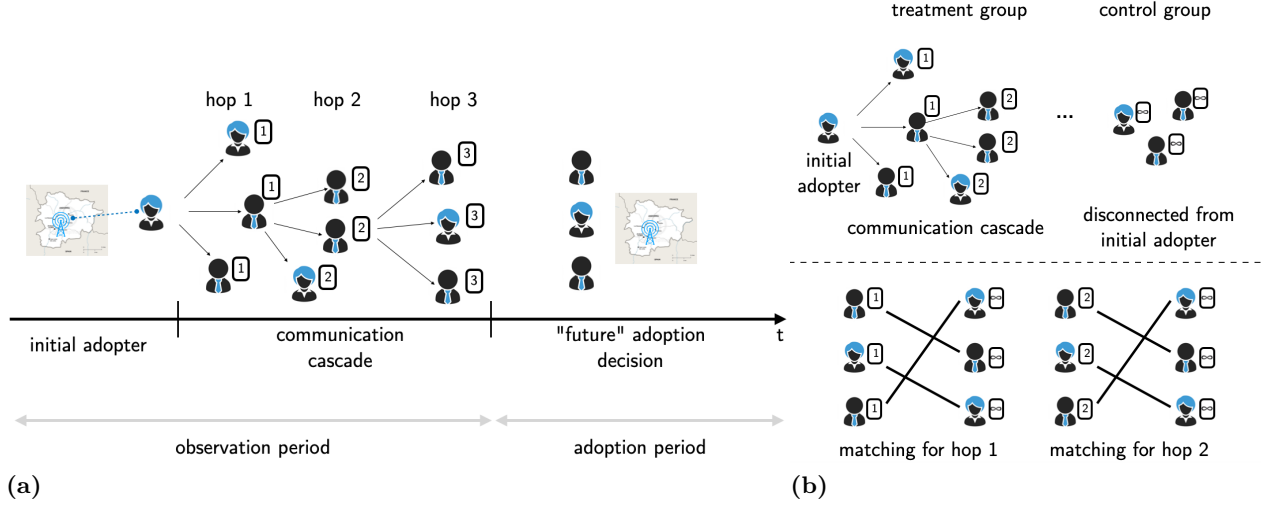 hop 1
hop 2
hop 3
1
1
1
2
2
2
3
3
3
initial adopter
communication
cascade
"future" adoption
decision
t
observation period
adoption period
(a)
treatment group
control group
1
1
1
2
2
2
...
∞
∞
∞
initial
adopter
communication cascade
disconnected from
initial adopter
1
∞
1
∞
1
∞
2
∞
2
∞
2
∞
matching for hop 1
matching for hop 2
(b)